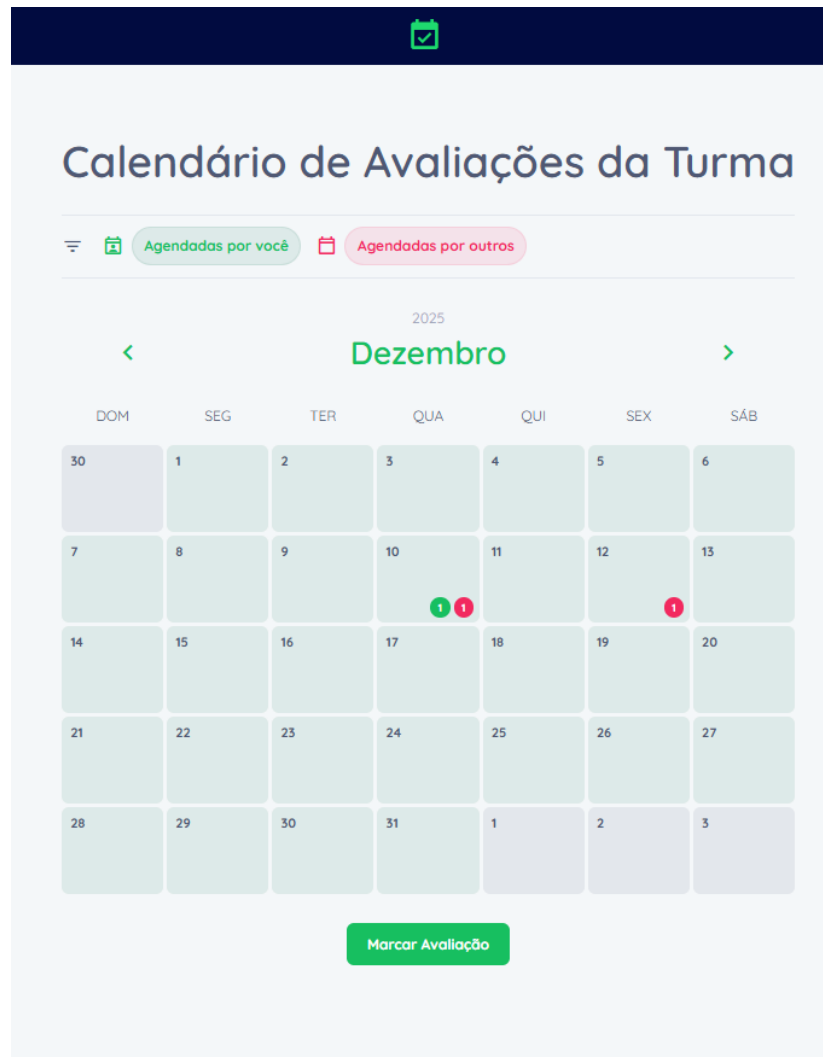 Calendário de Avaliações da Turma
Agendadas por você Agendadas por outros
2025
Dezembro
DOM SEG TER QUA QUI SEX SÁB
30 1 2 3 4 5 6
7 8 9 10 11 12 13
1 1 1
14 15 16 17 18 19 20
21 22 23 24 25 26 27
28 29 30 31 1 2 3
Marcar Avaliação